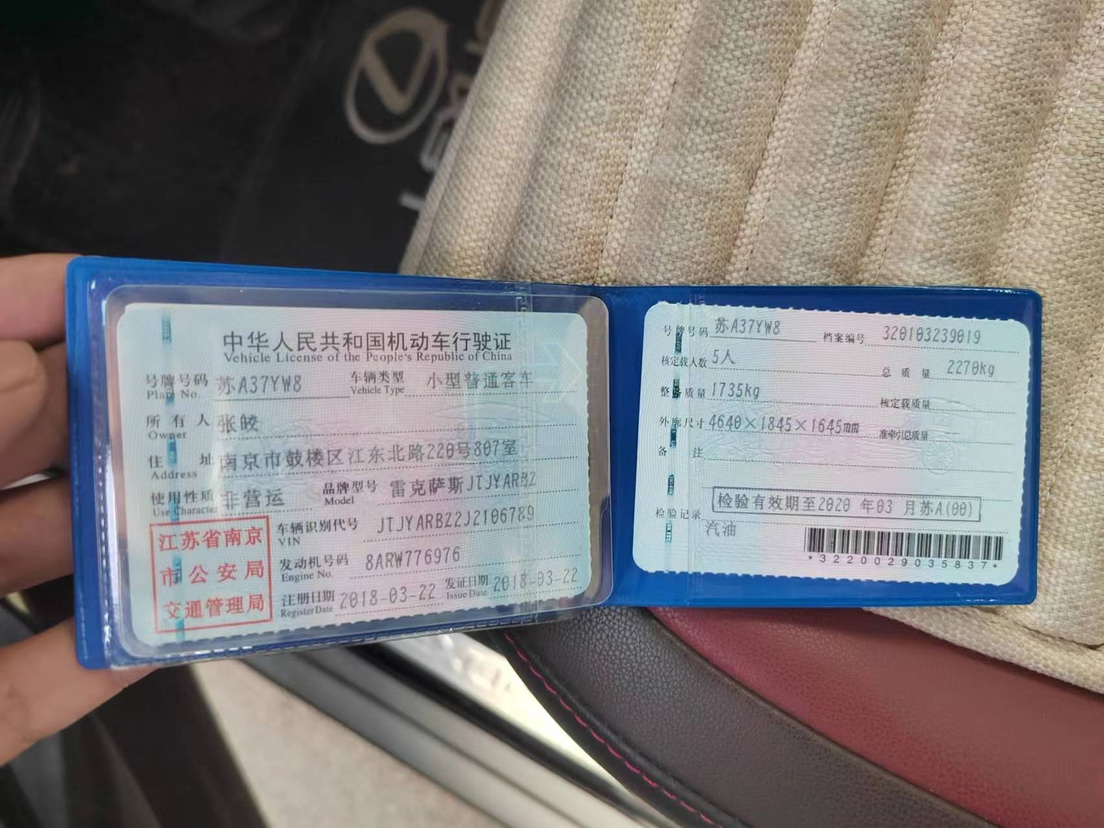 中华人民共和国机动车行驶证
Vehicle License of the People's Republic of China
号牌号码 苏A37YW8 车辆类型 小型普通客车
Plate No. Vehicle Type
所有人 张皎
Owner
住址 南京市鼓楼区江东北路220号807室
Address
使用性质 非营运 品牌型号 雷克萨斯JTJYARBZ
Use Character Model
江苏省南京
市公安局
交通管理局
车辆识别代号 JTJYARBZ2J2106789
VIN
发动机号码 8ARW776976
Engine No.
注册日期 2018-03-22 发证日期 2018-03-22
Register Date Issue Date
号牌号码 苏A37YW8 档案编号 320103239019
核定载人数 5人 总质量 2270kg
整备质量 1735kg 核定载质量
外廓尺寸 4640×1845×1645mm 准牵引总质量
备注
检验有效期至2020 年03 月苏A(00)
检验记录
汽油
*3220029035837*